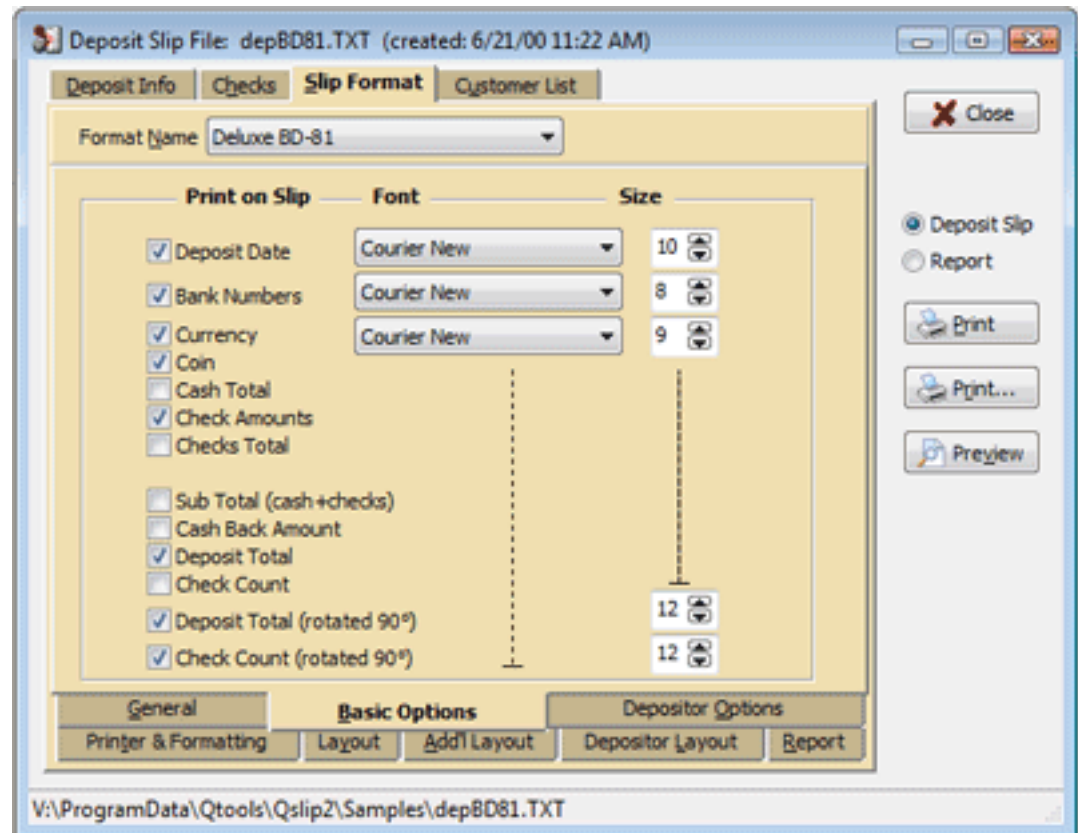 Deposit Slip File: depBD81.TXT (created: 6/21/00 11:22 AM)
Deposit Info Checks Slip Format Customer List
Close
Format Name Deluxe BD-81
Print on Slip Font Size
Deposit Slip
Report
Deposit Date Courier New 10
Bank Numbers Courier New 8
Currency Courier New 9
Print
Coin
Cash Total
Print...
Check Amounts
Checks Total
Preview
Sub Total (cash+checks)
Cash Back Amount
Deposit Total
Check Count
Deposit Total (rotated 90°) 12
Check Count (rotated 90°) 12
General Basic Options Depositor Options
Printer & Formatting Layout Add'l Layout Depositor Layout Report
V:\ProgramData\Qtools\Qslip2\Samples\depBD81.TXT